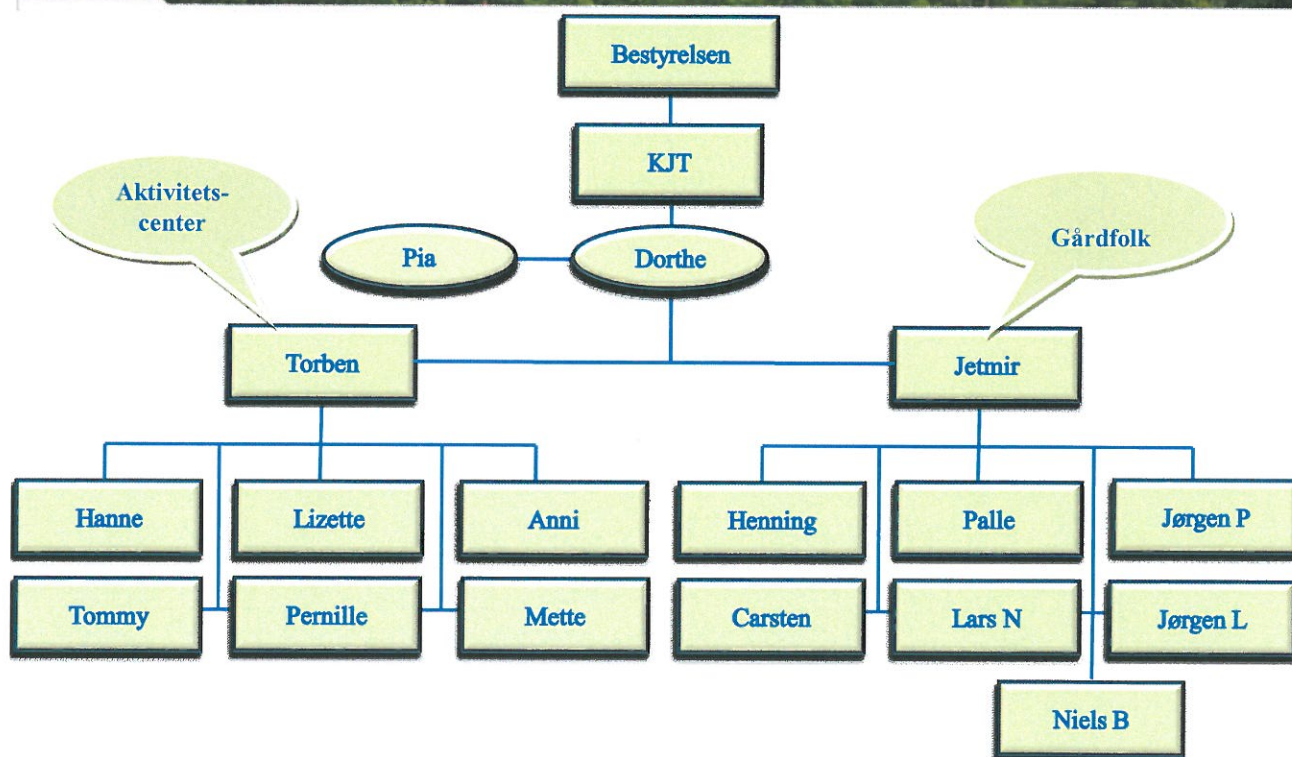 Bestyrelsen
KJT
Aktivitets-
center
Gårdfolk
Pia
Dorthe
Torben
Jetmir
Hanne
Lizette
Anni
Henning
Palle
Jørgen P
Tommy
Pernille
Mette
Carsten
Lars N
Jørgen L
Niels B